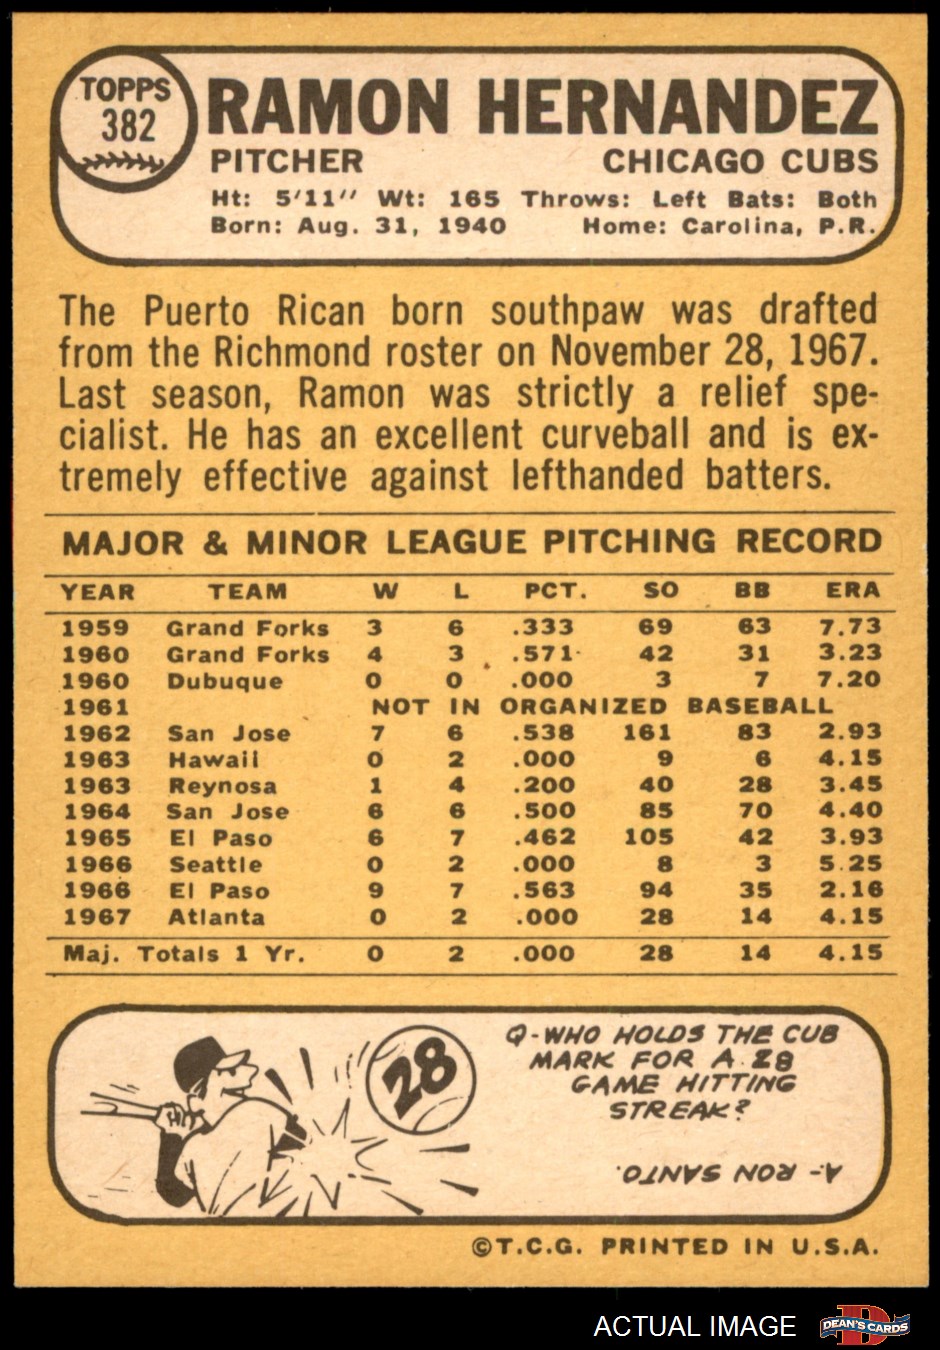 TOPPS
382
RAMON HERNANDEZ
PITCHER CHICAGO CUBS
Ht: 5'11" Wt: 165 Throws: Left Bats: Both
Born: Aug. 31, 1940 Home: Carolina, P.R.
The Puerto Rican born southpaw was drafted
from the Richmond roster on November 28, 1967.
Last season, Ramon was strictly a relief spe-
cialist. He has an excellent curveball and is ex-
tremely effective against lefthanded batters.
MAJOR & MINOR LEAGUE PITCHING RECORD
YEAR TEAM W L PCT. SO BB ERA
1959 Grand Forks 3 6 .333 69 63 7.73
1960 Grand Forks 4 3 .571 42 31 3.23
1960 Dubuque 0 0 .000 3 7 7.20
1961 NOT IN ORGANIZED BASEBALL
1962 San Jose 7 6 .538 161 83 2.93
1963 Hawaii 0 2 .000 9 6 4.15
1963 Reynosa 1 4 .200 40 28 3.45
1964 San Jose 6 6 .500 85 70 4.40
1965 El Paso 6 7 .462 105 42 3.93
1966 Seattle 0 2 .000 8 3 5.25
1966 El Paso 9 7 .563 94 35 2.16
1967 Atlanta 0 2 .000 28 14 4.15
Maj. Totals 1 Yr. 0 2 .000 28 14 4.15
28
HIT
Q-WHO HOLDS THE CUB
MARK FOR A 28
GAME HITTING
STREAK?
A- RON SANTO.
©T.C.G. PRINTED IN U.S.A.
ACTUAL IMAGE
D
DEAN'S CARDS